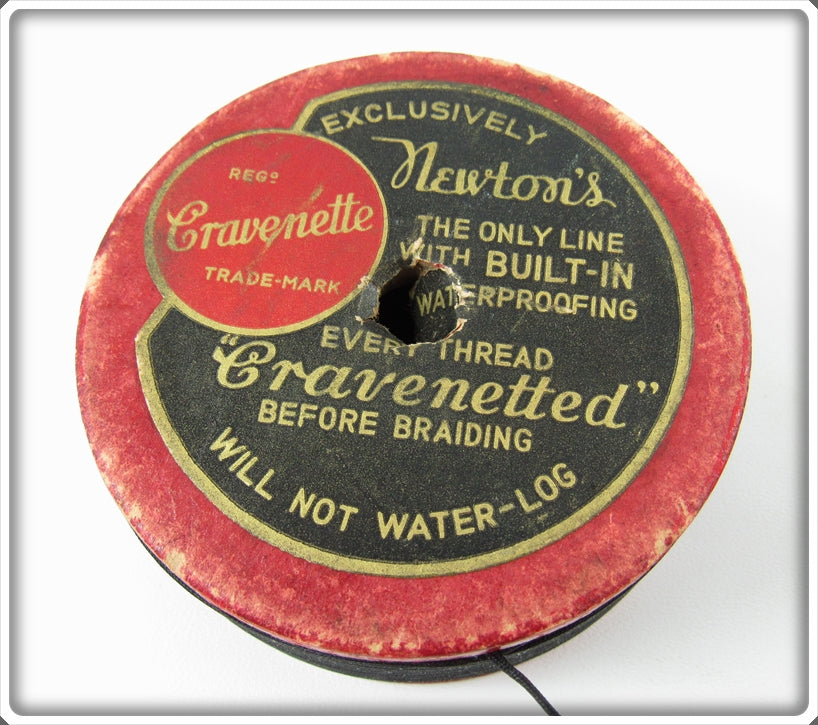 EXCLUSIVELY
Newton's
THE ONLY LINE
WITH BUILT-IN
WATERPROOFING
EVERY THREAD
"Cravenetted"
BEFORE BRAIDING
WILL NOT WATER-LOG
REGD
Cravenette
TRADE-MARK